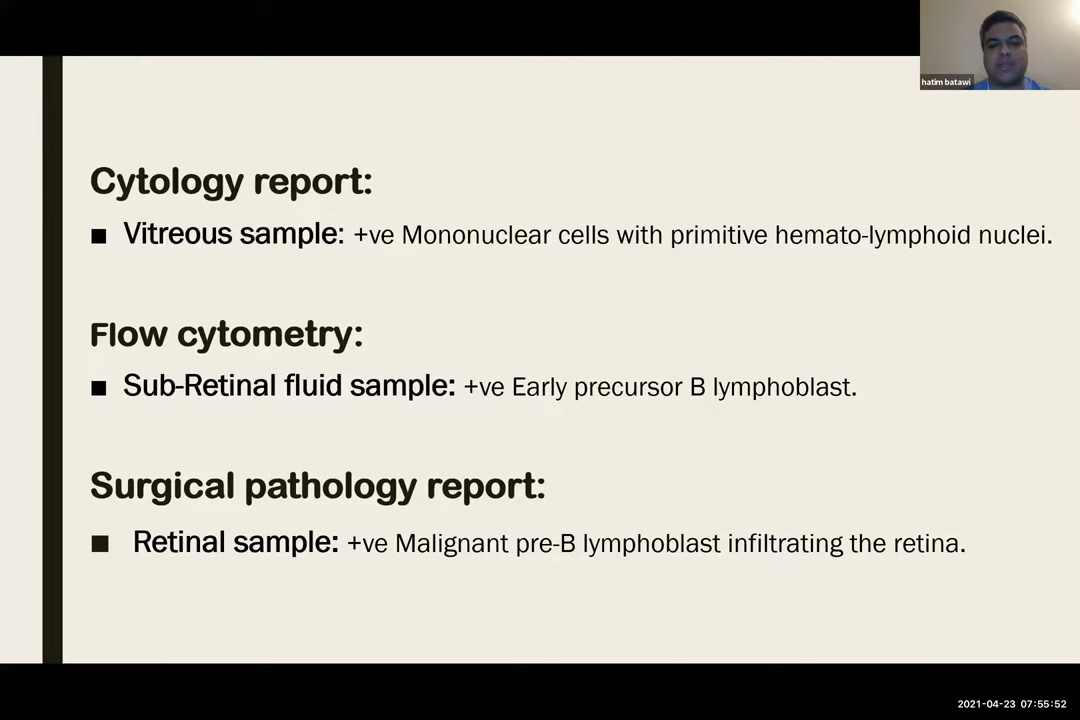 hatim batawi
Cytology report:
■ Vitreous sample: +ve Mononuclear cells with primitive hemato-lymphoid nuclei.
Flow cytometry:
■ Sub-Retinal fluid sample: +ve Early precursor B lymphoblast.
Surgical pathology report:
■ Retinal sample: +ve Malignant pre-B lymphoblast infiltrating the retina.
2021-04-23 07:55:52